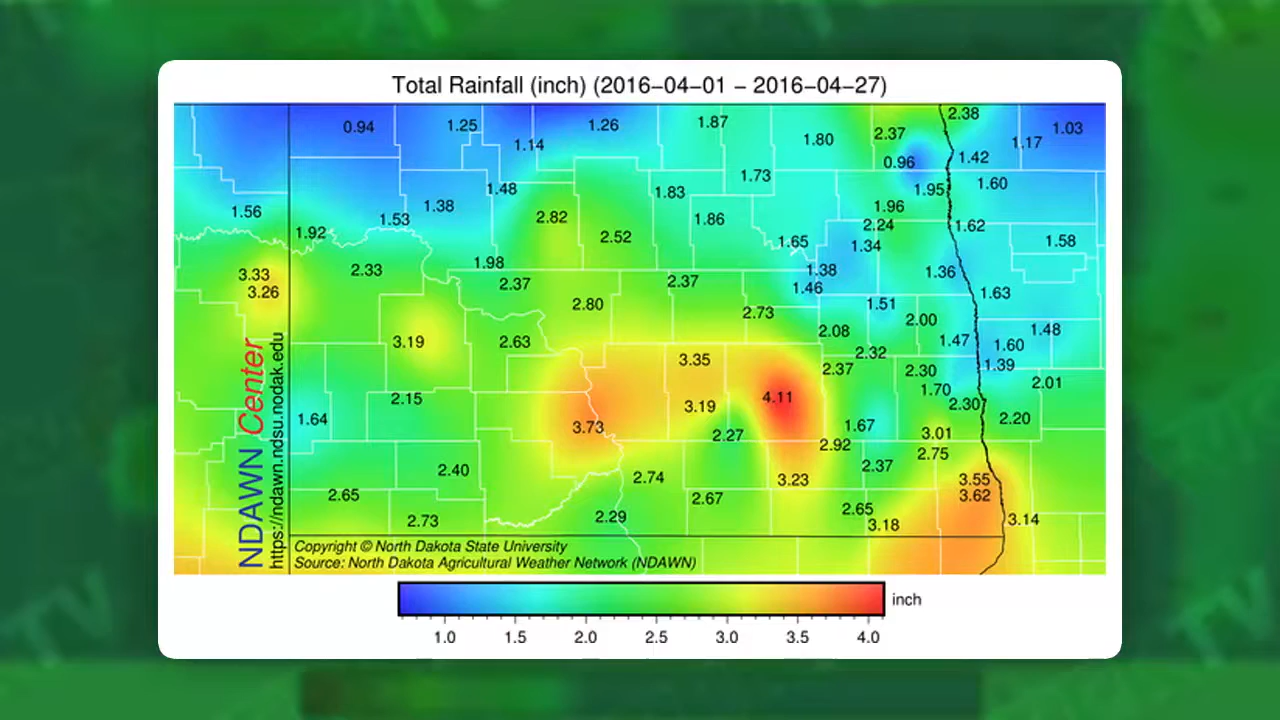 Total Rainfall (inch) (2016-04-01 – 2016-04-27)
2.38
0.94 1.25 1.26 1.87 1.03
1.14 1.80 2.37 1.17
0.96 1.42
1.48 1.83 1.73 1.95 1.60
1.56 1.53 1.38 2.82 1.86 1.96
1.92 2.52 1.65 2.24 1.62
1.34 1.58
3.33 2.33 1.98 1.38 1.36
3.26 2.37 2.37 1.46 1.63
2.80 2.73 1.51
2.00
3.19 2.63 2.08 1.47 1.48
2.32 1.60
3.35 2.37 2.30 1.39
1.70 2.01
2.15 3.19 4.11 2.30
1.64 3.73 1.67 2.20
2.27 2.92 3.01
2.75
2.40 2.74 3.23 2.37 3.55
2.65 2.67 3.62
2.73 2.29 2.65 3.14
3.18
NDAWN Center
https://ndawn.ndsu.nodak.edu
Copyright © North Dakota State University
Source: North Dakota Agricultural Weather Network (NDAWN)
inch
1.0 1.5 2.0 2.5 3.0 3.5 4.0
TV
TV